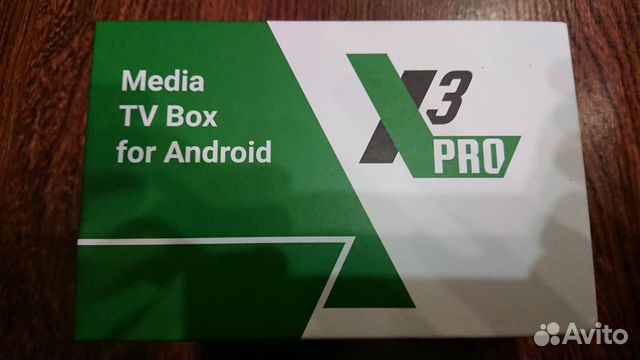 Media
TV Box
for Android
X3
PRO
Avito